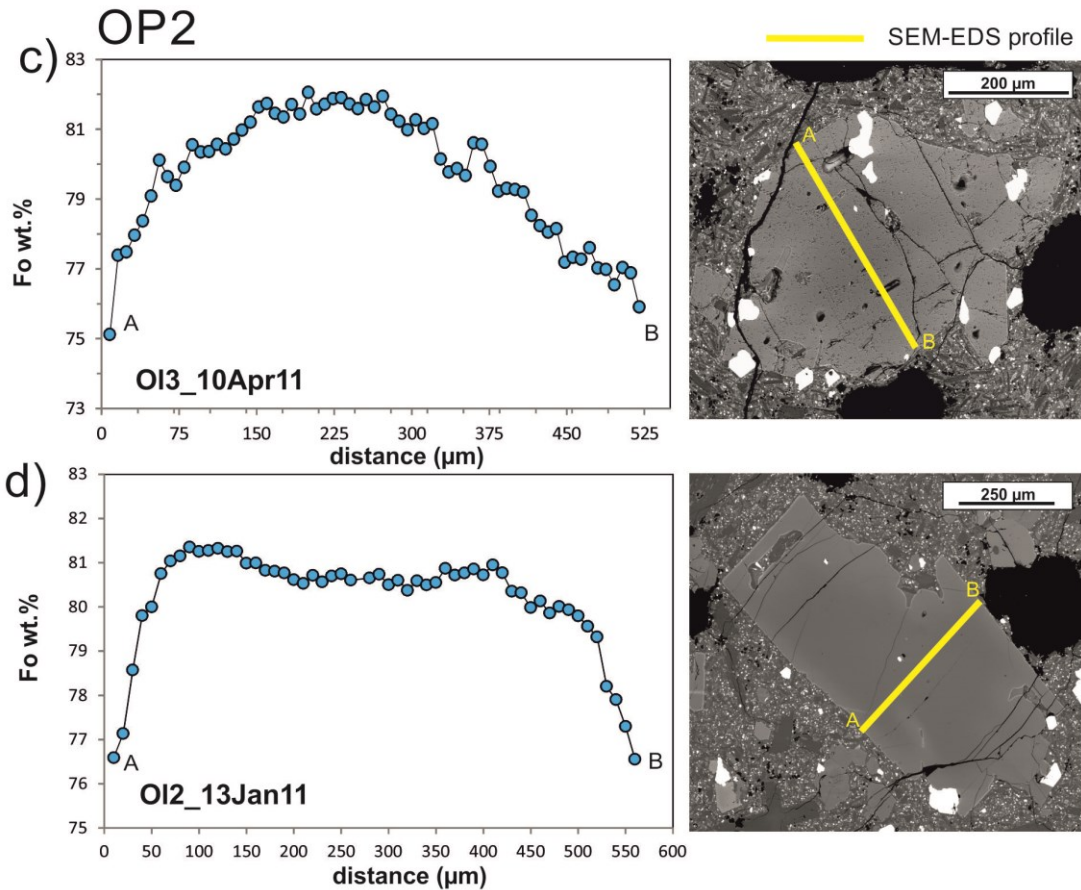 OP2
SEM-EDS profile
c)
Fo wt.%
83
81
79
77
75
73
0 75 150 225 300 375 450 525
distance (µm)
A
B
Ol3_10Apr11
200 µm
A
B
d)
Fo wt.%
83
82
81
80
79
78
77
76
75
0 50 100 150 200 250 300 350 400 450 500 550 600
distance (µm)
A
B
Ol2_13Jan11
250 µm
B
A